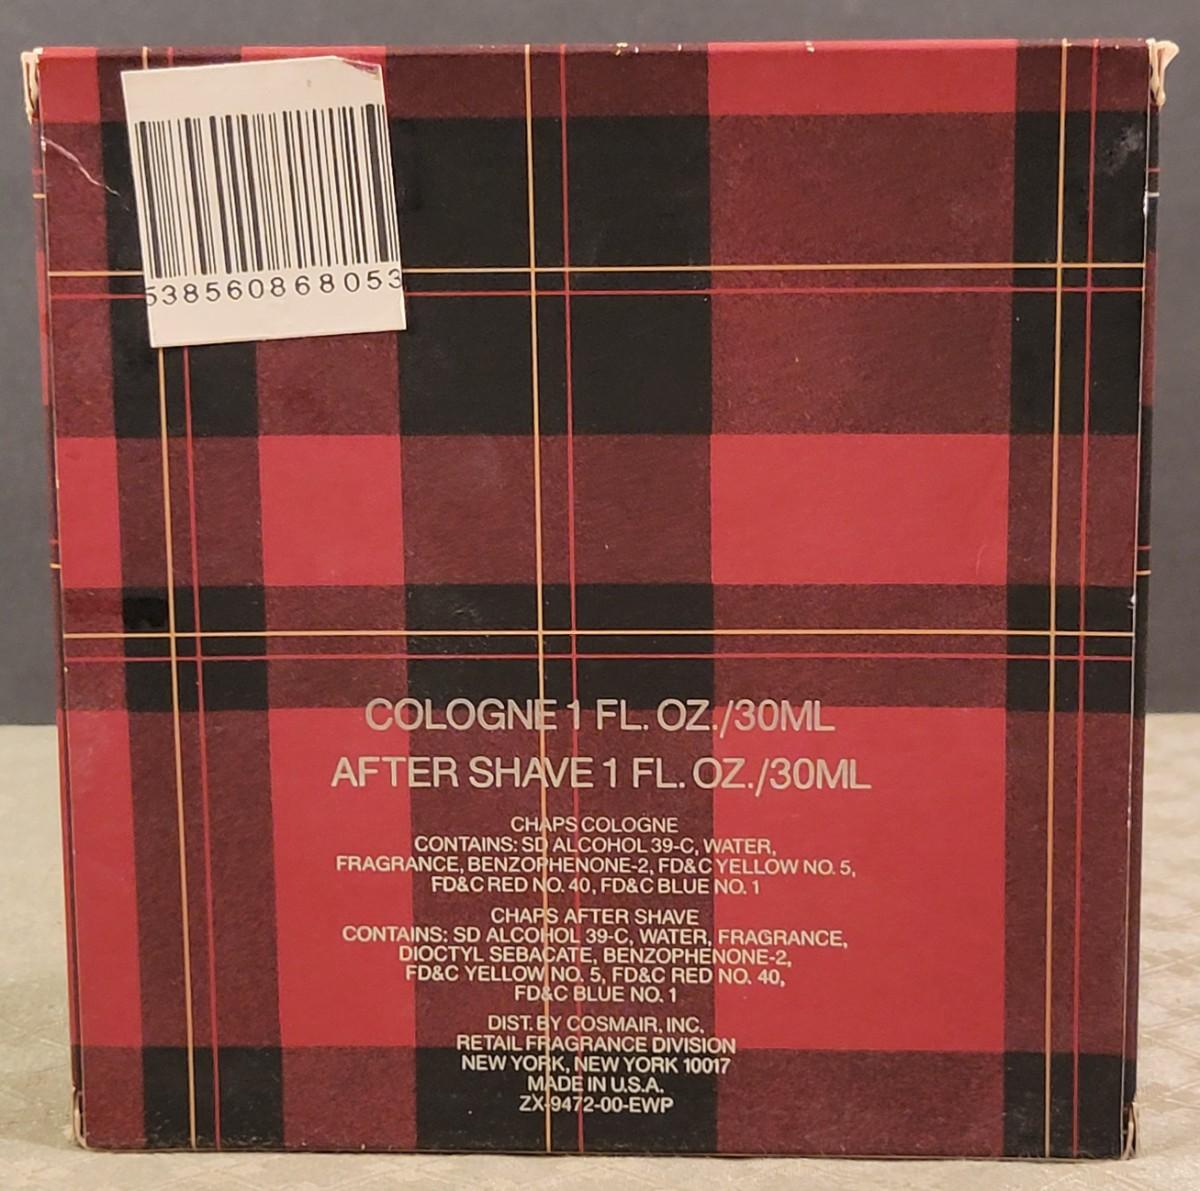 538560868053
COLOGNE 1 FL. OZ./30ML
AFTER SHAVE 1 FL. OZ./30ML
CHAPS COLOGNE
CONTAINS: SD ALCOHOL 39-C, WATER,
FRAGRANCE, BENZOPHENONE-2, FD&C YELLOW NO. 5,
FD&C RED NO. 40, FD&C BLUE NO. 1
CHAPS AFTER SHAVE
CONTAINS: SD ALCOHOL 39-C, WATER, FRAGRANCE,
DIOCTYL SEBACATE, BENZOPHENONE-2,
FD&C YELLOW NO. 5, FD&C RED NO. 40,
FD&C BLUE NO. 1
DIST. BY COSMAIR, INC.
RETAIL FRAGRANCE DIVISION
NEW YORK, NEW YORK 10017
MADE IN U.S.A.
ZX-9472-00-EWP